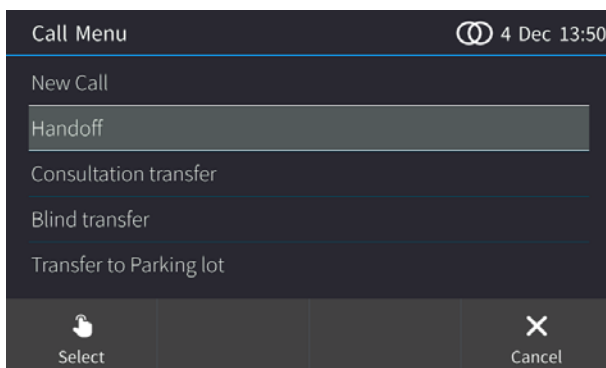 Call Menu 4 Dec 13:50
New Call
Handoff
Consultation transfer
Blind transfer
Transfer to Parking lot
Select Cancel